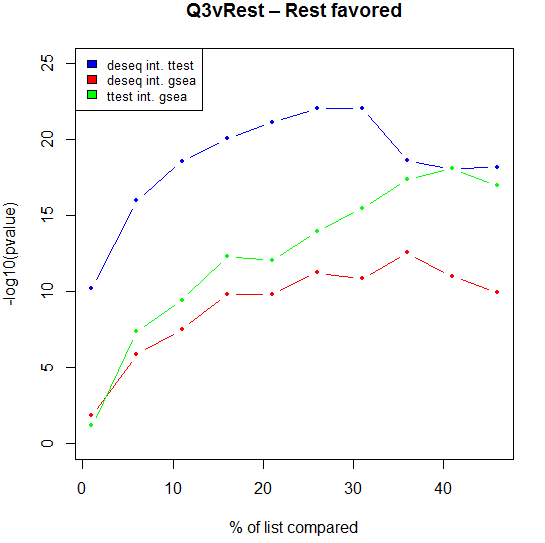 Q3vRest – Rest favored
deseq int. ttest
deseq int. gsea
ttest int. gsea
-log10(pvalue)
25
20
15
10
5
0
0 10 20 30 40
% of list compared